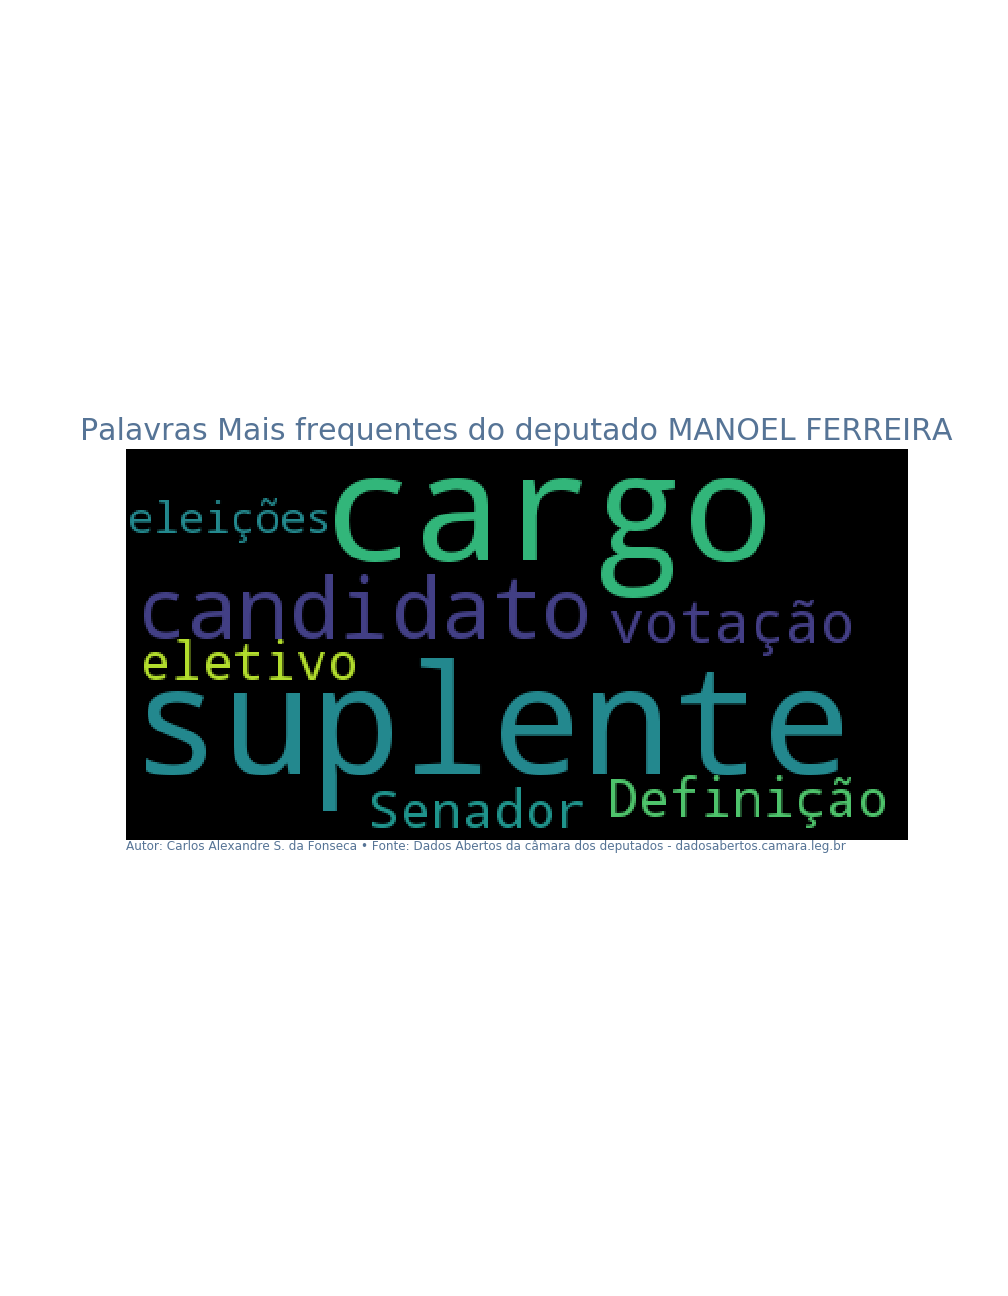 Palavras Mais frequentes do deputado MANOEL FERREIRA
cargo
eleições
candidato
votação
eletivo
suplente
Senador
Definição
Autor: Carlos Alexandre S. da Fonseca • Fonte: Dados Abertos da câmara dos deputados - dadosabertos.camara.leg.br